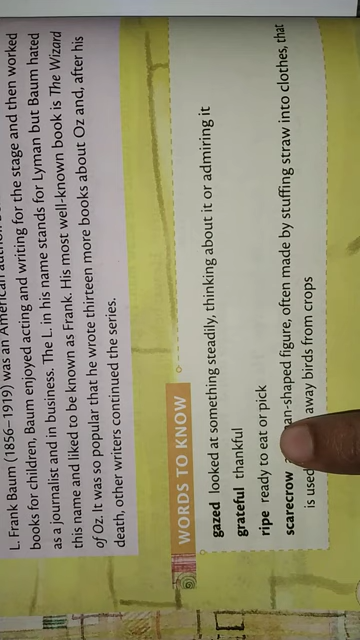 L. Frank Baum (1856–1919) was an American author
books for children, Baum enjoyed acting and writing for the stage and then worked
as a journalist and in business. The L. in his name stands for Lyman but Baum hated
this name and liked to be known as Frank. His most well-known book is The Wizard
of Oz. It was so popular that he wrote thirteen more books about Oz and, after his
death, other writers continued the series.
WORDS TO KNOW
gazed looked at something steadily, thinking about it or admiring it
grateful thankful
ripe ready to eat or pick
scarecrow an-shaped figure, often made by stuffing straw into clothes, that
is used away birds from crops